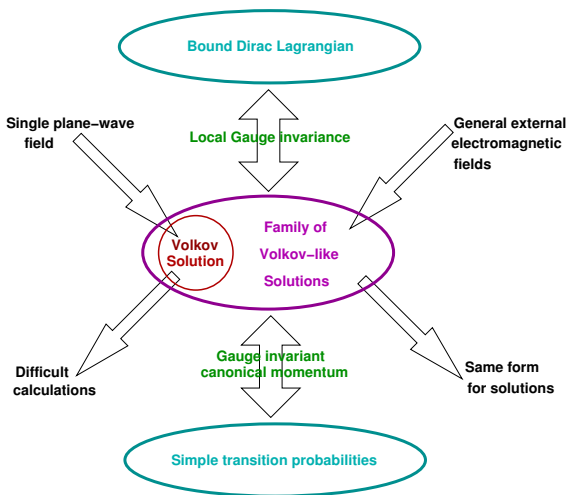 Bound Dirac Lagrangian
Single plane−wave
field
Local Gauge invariance
General external
electromagnetic
fields
Volkov
Solution
Family of
Volkov−like
Solutions
Difficult
calculations
Gauge invariant
canonical momentum
Same form
for solutions
Simple transition probabilities